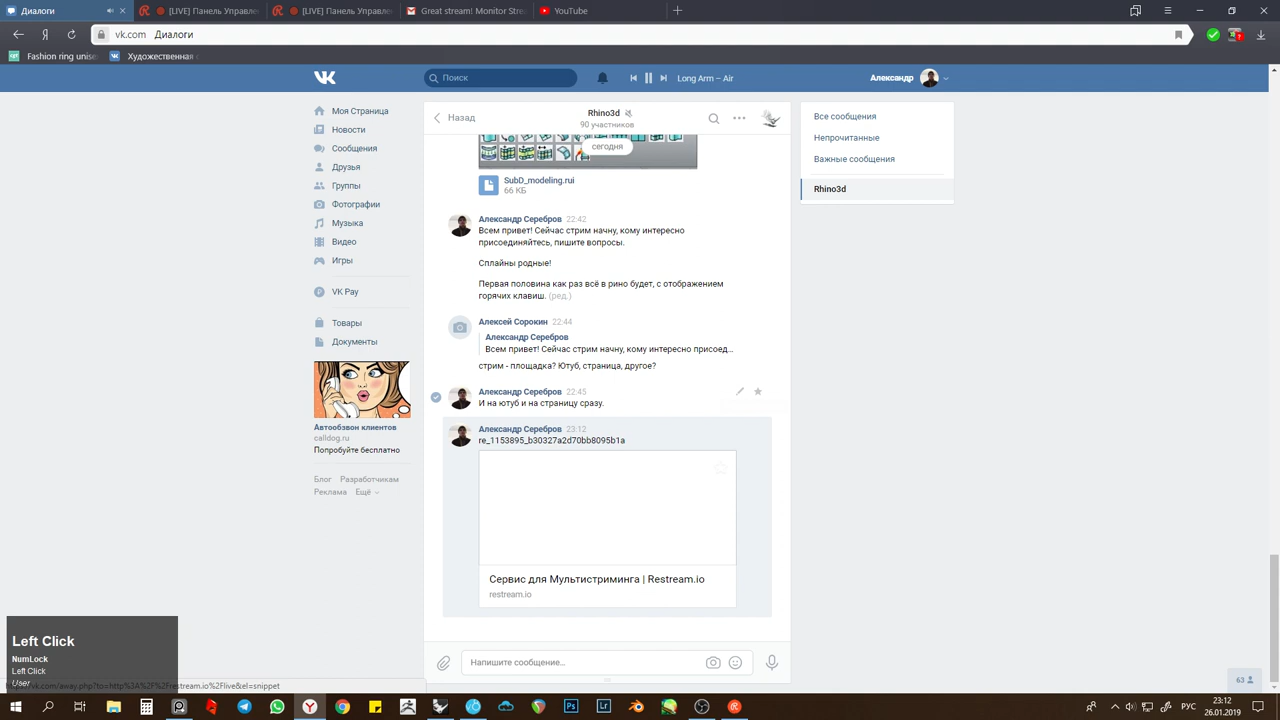 Диалоги
[LIVE] Панель Управле
[LIVE] Панель Управле
Great stream! Monitor Stre
YouTube
vk.com Диалоги
Fashion ring unise
Художественная с
Поиск
Long Arm – Air
Александр
Моя Страница
Новости
Сообщения
Друзья
Группы
Фотографии
Музыка
Видео
Игры
VK Pay
Товары
Документы
Автообзвон клиентов
calldog.ru
Попробуйте бесплатно
Блог Разработчикам
Реклама Ещё
Назад
Rhino3d
90 участников
сегодня
SubD_modeling.rui
66 КБ
Александр Серебров 22:42
Всем привет! Сейчас стрим начну, кому интересно
присоединяйтесь, пишите вопросы.
Сплайны родные!
Первая половина как раз всё в рино будет, с отображением
горячих клавиш. (ред.)
Алексей Сорокин 22:44
Александр Серебров
Всем привет! Сейчас стрим начну, кому интересно присоед...
стрим - площадка? Ютуб, страница, другое?
Александр Серебров 22:45
И на ютуб и на страницу сразу.
Александр Серебров 23:12
re_1153895_b30327a2d70bb8095b1a
Сервис для Мультистриминга | Restream.io
restream.io
Напишите сообщение...
Все сообщения
Непрочитанные
Важные сообщения
Rhino3d
63
Left Click
NumLock
Left Click
User
vk.com/away.php?to=http%3A%2F%2Frestream.io%2Flive&el=snippet
РУС
23:12
26.01.2019